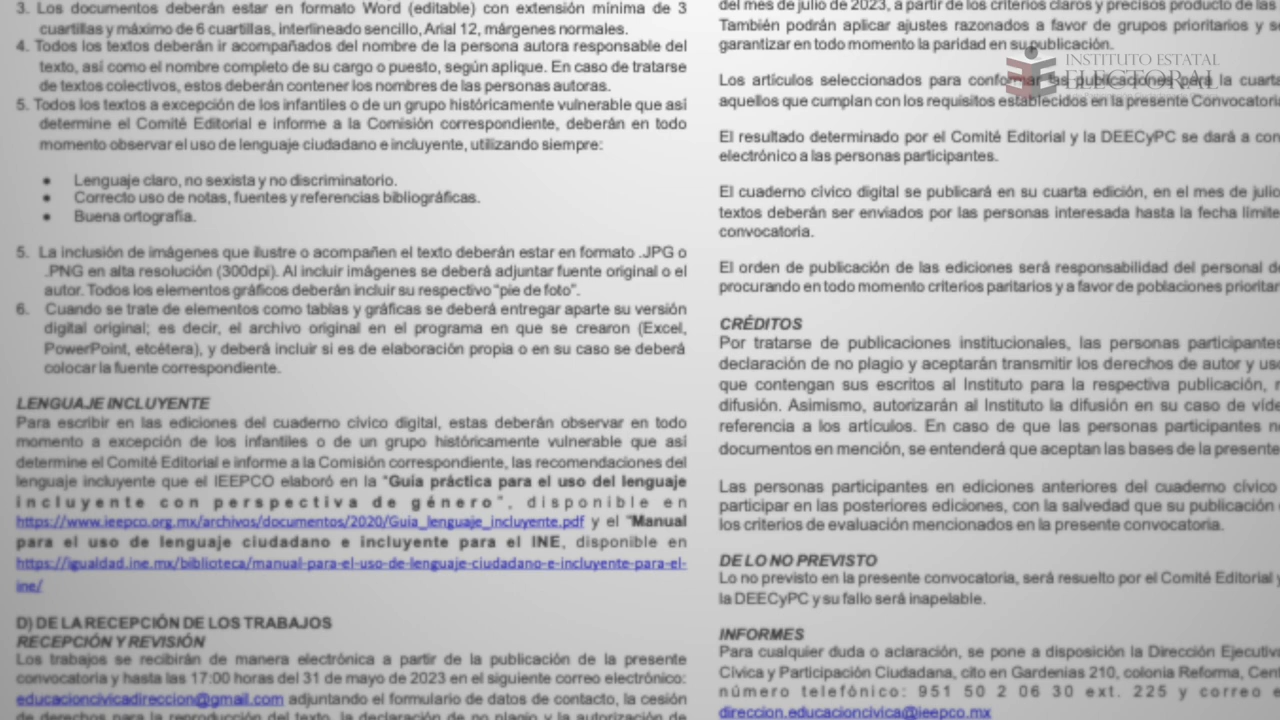 3. Los documentos deberán estar en formato Word (editable) con extensión mínima de 3
cuartillas y máximo de 6 cuartillas, interlineado sencillo, Arial 12, márgenes normales.
4. Todos los textos deberán ir acompañados del nombre de la persona autora responsable del
texto, así como el nombre completo de su cargo o puesto, según aplique. En caso de tratarse
de textos colectivos, estos deberán contener los nombres de las personas autoras.
5. Todos los textos a excepción de los infantiles o de un grupo históricamente vulnerable que así
determine el Comité Editorial e informe a la Comisión correspondiente, deberán en todo
momento observar el uso de lenguaje ciudadano e incluyente, utilizando siempre:
• Lenguaje claro, no sexista y no discriminatorio.
• Correcto uso de notas, fuentes y referencias bibliográficas.
• Buena ortografía.
5. La inclusión de imágenes que ilustre o acompañen el texto deberán estar en formato .JPG o
.PNG en alta resolución (300dpi). Al incluir imágenes se deberá adjuntar fuente original o el
autor. Todos los elementos gráficos deberán incluir su respectivo "pie de foto".
6. Cuando se trate de elementos como tablas y gráficas se deberá entregar aparte su versión
digital original; es decir, el archivo original en el programa en que se crearon (Excel,
PowerPoint, etcétera), y deberá incluir si es de elaboración propia o en su caso se deberá
colocar la fuente correspondiente.
LENGUAJE INCLUYENTE
Para escribir en las ediciones del cuaderno cívico digital, estas deberán observar en todo
momento a excepción de los infantiles o de un grupo históricamente vulnerable que así
determine el Comité Editorial e informe a la Comisión correspondiente, las recomendaciones del
lenguaje incluyente que el IEEPCO elaboró en la "Guía práctica para el uso del lenguaje
incluyente con perspectiva de género", disponible en
https://www.ieepco.org.mx/archivos/documentos/2020/Guia_lenguaje_incluyente.pdf y el "Manual
para el uso de lenguaje ciudadano e incluyente para el INE, disponible en
https://igualdad.ine.mx/biblioteca/manual-para-el-uso-de-lenguaje-ciudadano-e-incluyente-para-el-
ine/
D) DE LA RECEPCIÓN DE LOS TRABAJOS
RECEPCIÓN Y REVISIÓN
Los trabajos se recibirán de manera electrónica a partir de la publicación de la presente
convocatoria y hasta las 17:00 horas del 31 de mayo de 2023 en el siguiente correo electrónico:
educacioncivicadireccion@gmail.com adjuntando el formulario de datos de contacto, la cesión
de derechos para la reproducción del texto, la declaración de no plagio y la autorización de
del mes de julio de 2023, a partir de los criterios claros y precisos producto de las
También podrán aplicar ajustes razonados a favor de grupos prioritarios y s
garantizar en todo momento la paridad en su publicación.
INSTITUTO ESTATAL
ELECTORAL
Los artículos seleccionados para conformar las publicaciones para la cuarta
aquellos que cumplan con los requisitos establecidos en la presente Convocatori
El resultado determinado por el Comité Editorial y la DEECyPC se dará a con
electrónico a las personas participantes.
El cuaderno cívico digital se publicará en su cuarta edición, en el mes de julio
textos deberán ser enviados por las personas interesada hasta la fecha límite
convocatoria.
El orden de publicación de las ediciones será responsabilidad del personal de
procurando en todo momento criterios paritarios y a favor de poblaciones prioritar
CRÉDITOS
Por tratarse de publicaciones institucionales, las personas participantes
declaración de no plagio y aceptarán transmitir los derechos de autor y uso
que contengan sus escritos al Instituto para la respectiva publicación, r
difusión. Asimismo, autorizarán al Instituto la difusión en su caso de víde
referencia a los artículos. En caso de que las personas participantes n
documentos en mención, se entenderá que aceptan las bases de la presente
Las personas participantes en ediciones anteriores del cuaderno cívico
participar en las posteriores ediciones, con la salvedad que su publicación
los criterios de evaluación mencionados en la presente convocatoria.
DE LO NO PREVISTO
Lo no previsto en la presente convocatoria, será resuelto por el Comité Editorial y
la DEECyPC y su fallo será inapelable.
INFORMES
Para cualquier duda o aclaración, se pone a disposición la Dirección Ejecutiva
Cívica y Participación Ciudadana, cito en Gardenias 210, colonia Reforma, Cent
número telefónico: 951 50 2 06 30 ext. 225 y correo e
direccion.educacioncivica@ieepco.mx